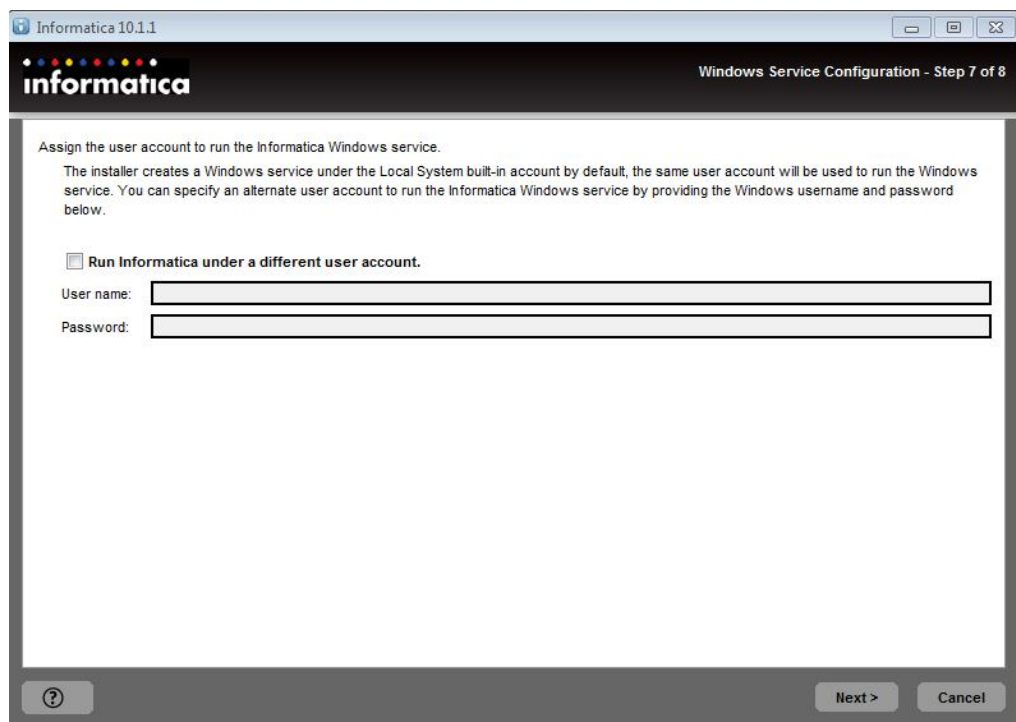 Informatica 10.1.1
informatica
Windows Service Configuration - Step 7 of 8
Assign the user account to run the Informatica Windows service.
The installer creates a Windows service under the Local System built-in account by default, the same user account will be used to run the Windows
service. You can specify an alternate user account to run the Informatica Windows service by providing the Windows username and password
below.
Run Informatica under a different user account.
User name:
Password:
?
Next >
Cancel